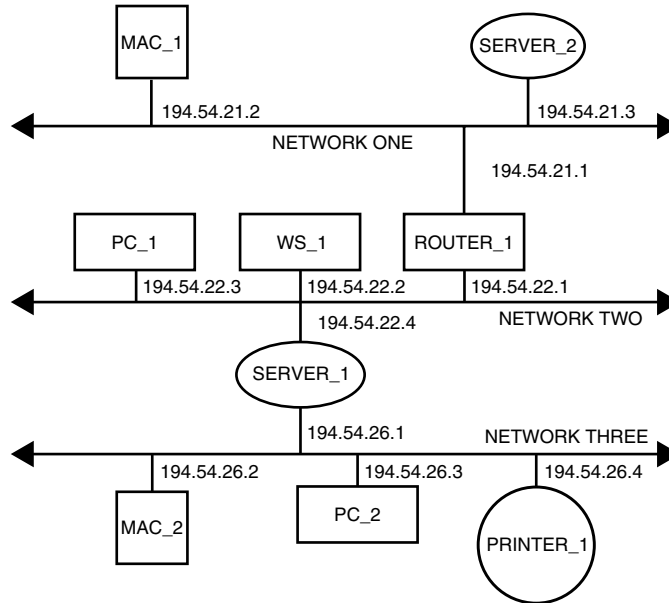 MAC_1
SERVER_2
194.54.21.2
194.54.21.3
NETWORK ONE
194.54.21.1
PC_1
WS_1
ROUTER_1
194.54.22.3
194.54.22.2
194.54.22.1
194.54.22.4
NETWORK TWO
SERVER_1
194.54.26.1
NETWORK THREE
194.54.26.2
194.54.26.3
194.54.26.4
MAC_2
PC_2
PRINTER_1